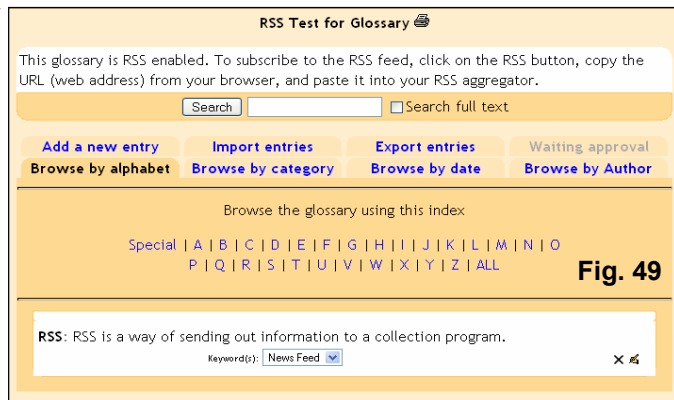 RSS Test for Glossary
This glossary is RSS enabled. To subscribe to the RSS feed, click on the RSS button, copy the
URL (web address) from your browser, and paste it into your RSS aggregator.
Search Search full text
Add a new entry Import entries Export entries Waiting approval
Browse by alphabet Browse by category Browse by date Browse by Author
Browse the glossary using this index
Special | A | B | C | D | E | F | G | H | I | J | K | L | M | N | O
P | Q | R | S | T | U | V | W | X | Y | Z | ALL
Fig. 49
RSS: RSS is a way of sending out information to a collection program.
Keyword(s): News Feed